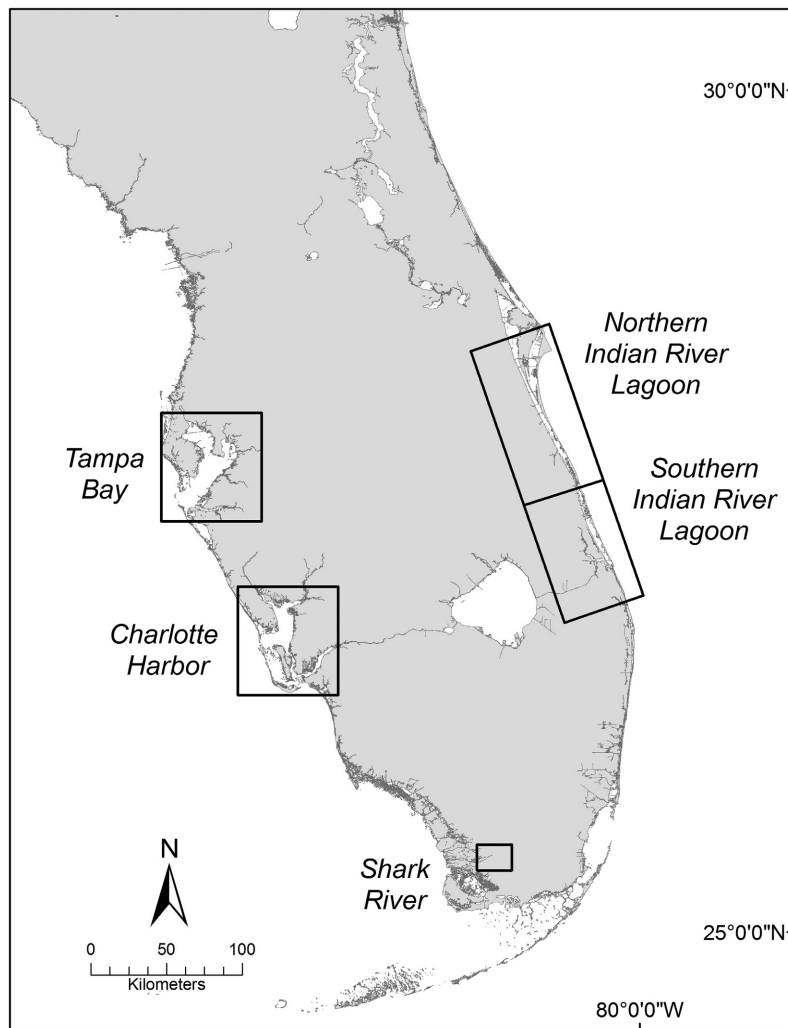 30°0'0"N
Northern
Indian River
Lagoon
Tampa
Bay
Southern
Indian River
Lagoon
Charlotte
Harbor
N
Shark
River
25°0'0"N
0 50 100
Kilometers
80°0'0"W